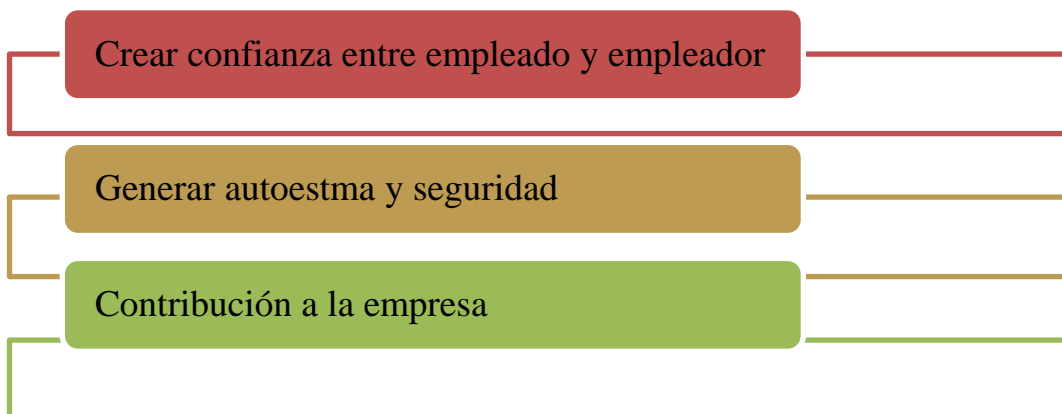 Crear confianza entre empleado y empleador
Generar autoestma y seguridad
Contribución a la empresa